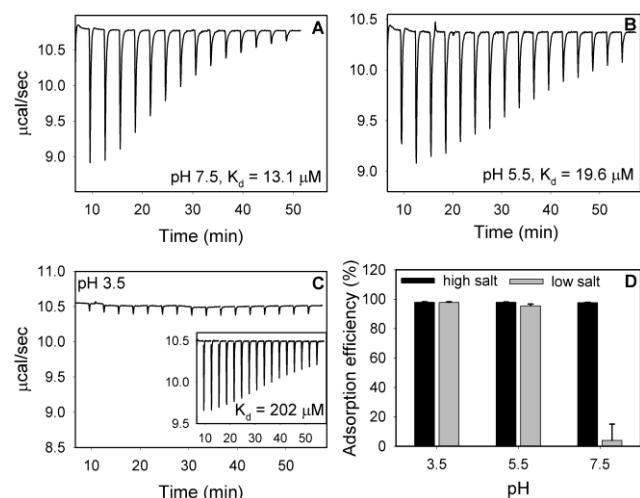 A
10.5
10.0
9.5
9.0
μcal/sec
10 20 30 40 50
Time (min)
pH 7.5, Kd = 13.1 μM
B
10.5
10.0
9.5
9.0
10 20 30 40 50
Time (min)
pH 5.5, Kd = 19.6 μM
C
pH 3.5
11.0
10.5
10.0
9.5
9.0
8.5
μcal/sec
10 20 30 40 50
Time (min)
10.5
10.0
9.5
10 20 30 40 50
Kd = 202 μM
D
high salt low salt
120
100
80
60
40
20
0
Adsorption efficiency (%)
3.5 5.5 7.5
pH